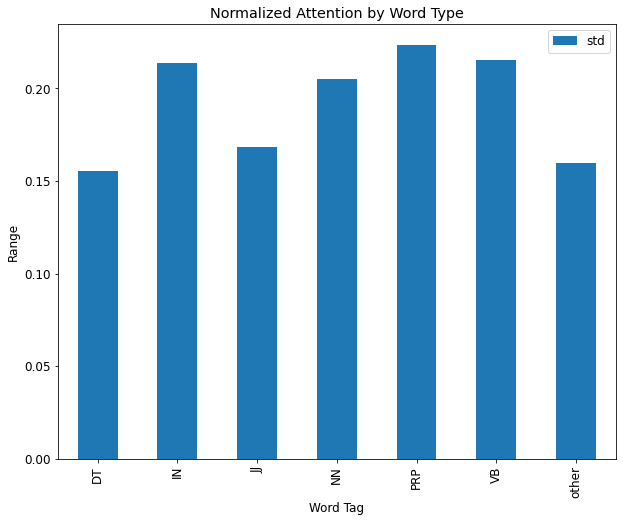 Normalized Attention by Word Type
std
Range
0.20
0.15
0.10
0.05
0.00
DT
IN
JJ
NN
PRP
VB
other
Word Tag